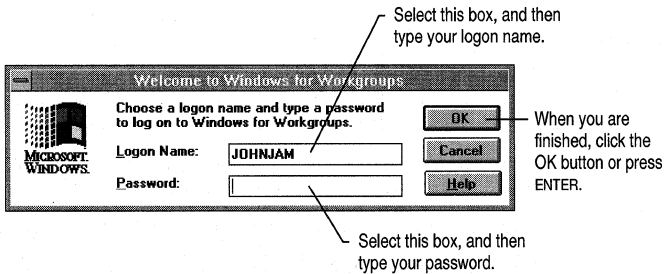 Select this box, and then
type your logon name.
Welcome to Windows for Workgroups
Choose a logon name and type a password
to log on to Windows for Workgroups.
OK
When you are
finished, click the
OK button or press
ENTER.
MICROSOFT.
WINDOWS.
Logon Name:
JOHNJAM
Cancel
Password:
Help
Select this box, and then
type your password.